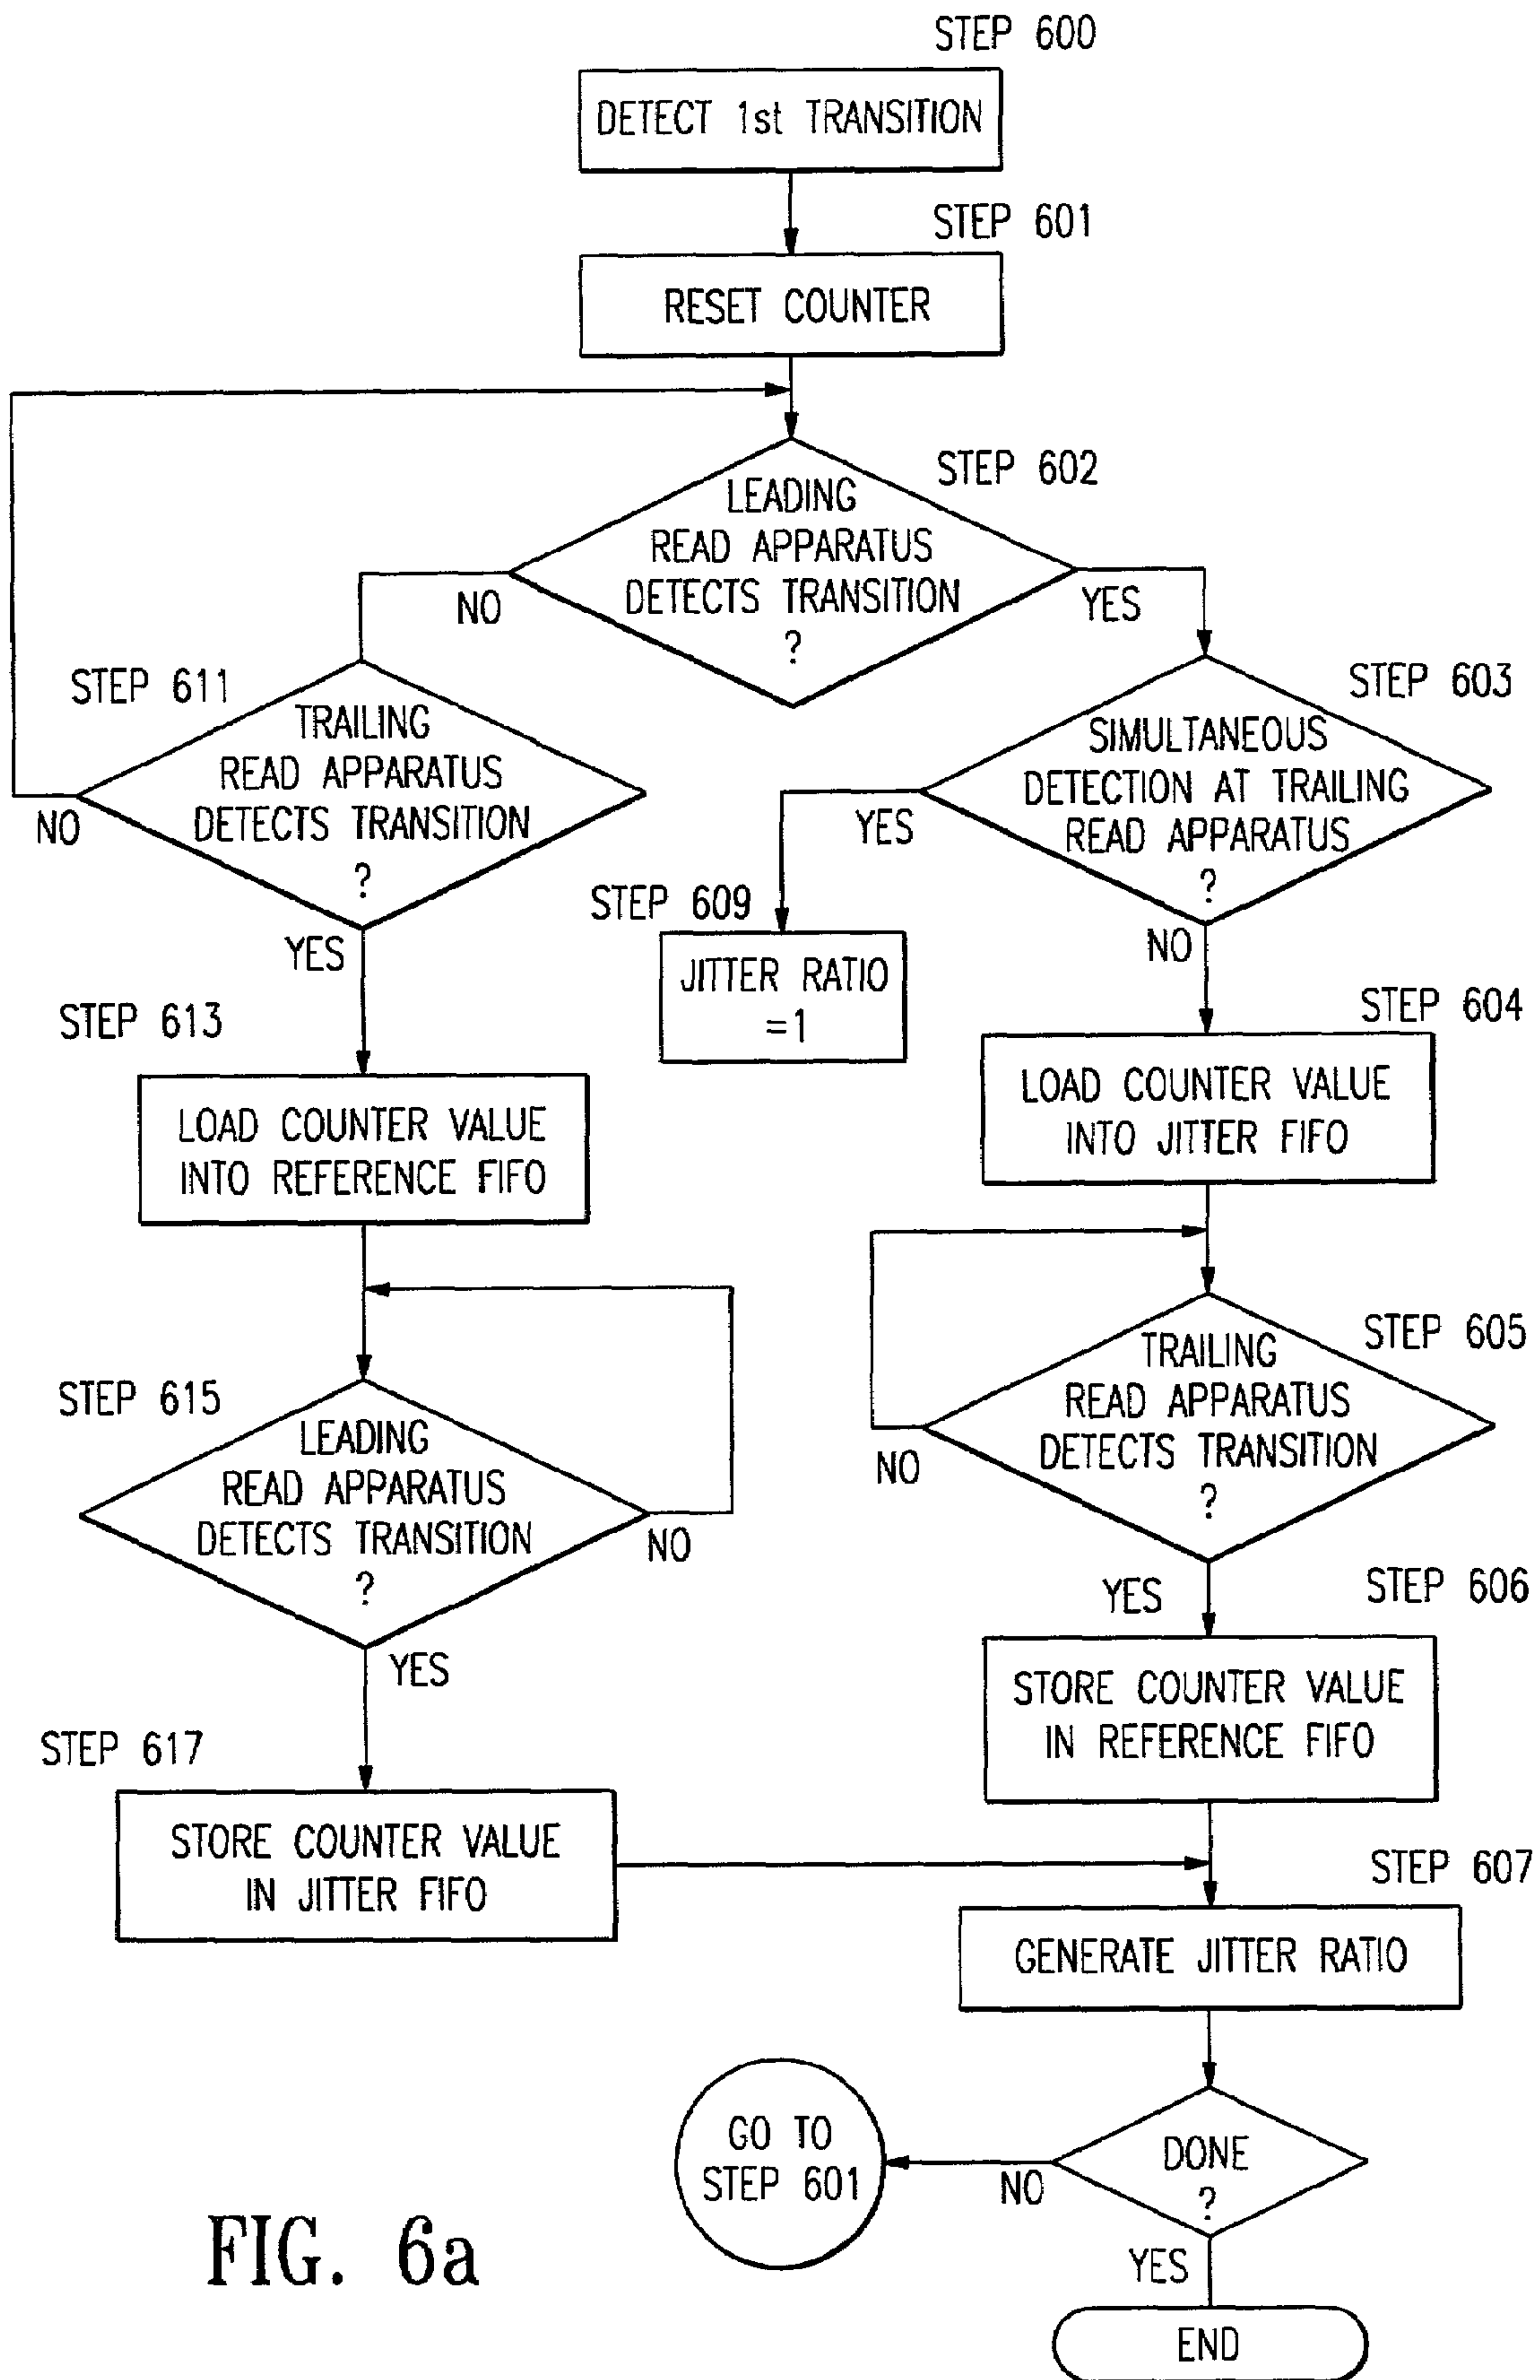 STEP 600
DETECT 1st TRANSITION
STEP 601
RESET COUNTER
STEP 602
LEADING
READ APPARATUS
DETECTS TRANSITION
?
NO
YES
STEP 611
TRAILING
READ APPARATUS
DETECTS TRANSITION
?
NO
YES
STEP 603
SIMULTANEOUS
DETECTION AT TRAILING
READ APPARATUS
?
YES
NO
STEP 609
JITTER RATIO
=1
STEP 613
LOAD COUNTER VALUE
INTO REFERENCE FIFO
STEP 604
LOAD COUNTER VALUE
INTO JITTER FIFO
STEP 615
LEADING
READ APPARATUS
DETECTS TRANSITION
?
NO
YES
STEP 605
TRAILING
READ APPARATUS
DETECTS TRANSITION
?
NO
YES
STEP 606
STORE COUNTER VALUE
IN REFERENCE FIFO
STEP 617
STORE COUNTER VALUE
IN JITTER FIFO
STEP 607
GENERATE JITTER RATIO
DONE
?
NO
GO TO
STEP 601
YES
END
FIG. 6a